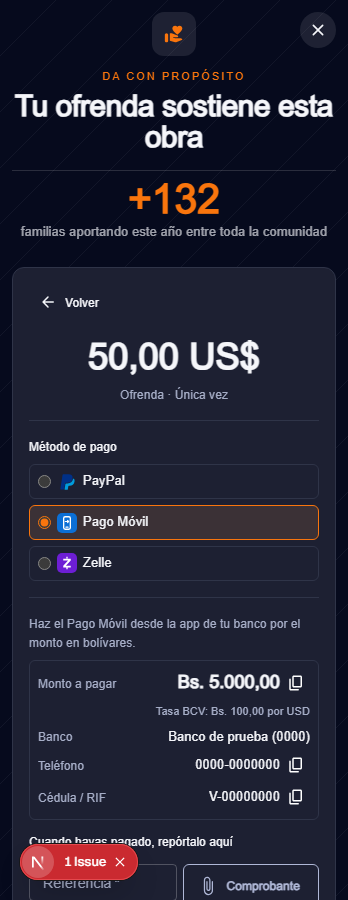 DA CON PROPÓSITO
Tu ofrenda sostiene esta
obra
+132
familias aportando este año entre toda la comunidad
Volver
50,00 US$
Ofrenda · Única vez
Método de pago
PayPal
Pago Móvil
Zelle
Haz el Pago Móvil desde la app de tu banco por el
monto en bolívares.
Monto a pagar Bs. 5.000,00
Tasa BCV: Bs. 100,00 por USD
Banco Banco de prueba (0000)
Teléfono 0000-0000000
Cédula / RIF V-00000000
Cuando hayas pagado, repórtalo aquí
N 1 Issue
Referencia * Comprobante